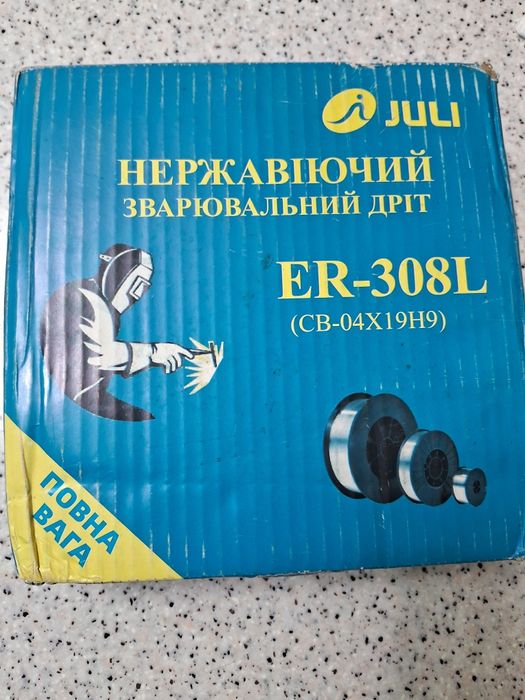 JULI
НЕРЖАВІЮЧИЙ
ЗВАРЮВАЛЬНИЙ ДРІТ
ER-308L
(СВ-04Х19Н9)
ПОВНА
ВАГА